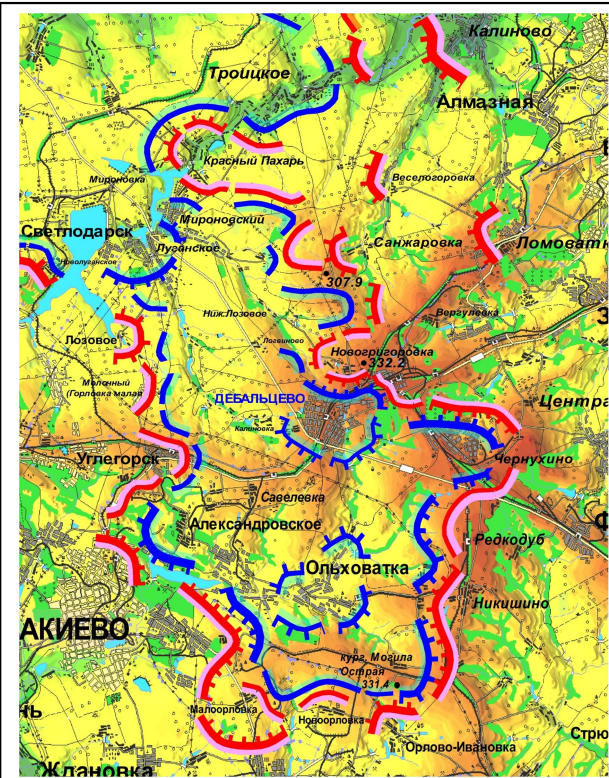 Калиново
Троицкое
Алмазная
Красный Пахарь
Мироновка
Веселогоровка
Мироновский
Светлодарск
Санжаровка
Луганское
Новолуганское
307.9
Ниж.Лозовое
Вергулевка
Лозовое
Логвиново
Новогригоровка
332.2
Молочный
(Горловка малая
ДЕБАЛЬЦЕВО
Центра
Калиновка
Углегорск
Чернухино
Савелевка
Александровское
Редкодуб
Ольховатка
Никишино
АКИЕВО
кург. Могила
Острая
331.4
Малоорловка
Новоорловка
Орлово-Ивановка
Стрю
Ждановка